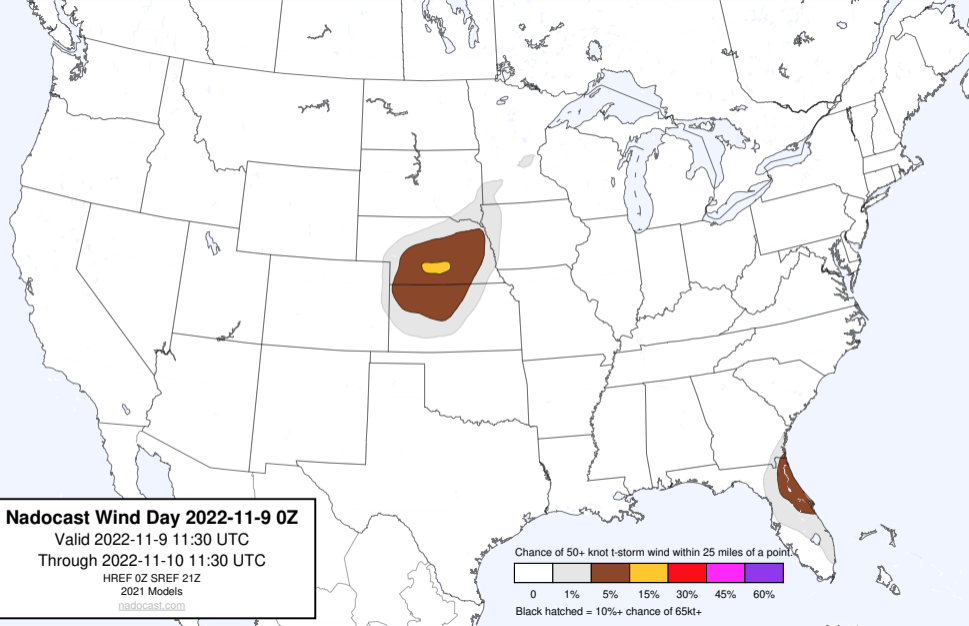 Nadocast Wind Day 2022-11-9 0Z
Valid 2022-11-9 11:30 UTC
Through 2022-11-10 11:30 UTC
HREF 0Z SREF 21Z
2021 Models
nadocast.com
Chance of 50+ knot t-storm wind within 25 miles of a point.
0 1% 5% 15% 30% 45% 60%
Black hatched = 10%+ chance of 65kt+